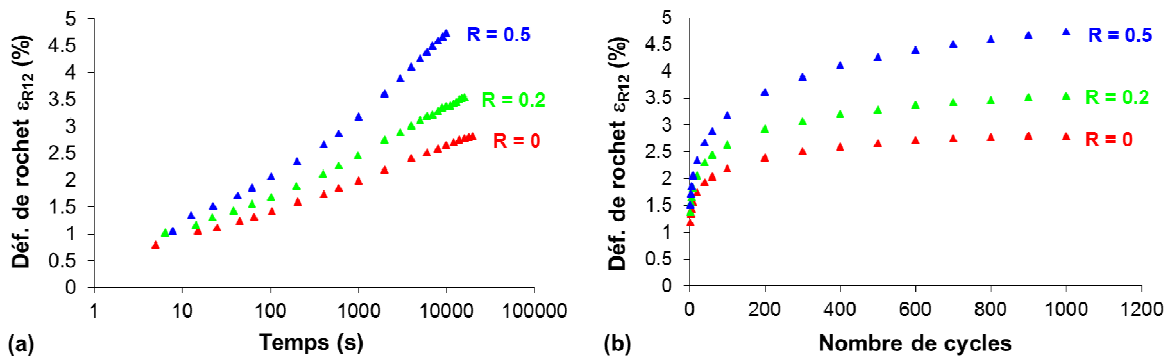 Déf. de rochet εR12 (%)
5
4.5
4
3.5
3
2.5
2
1.5
1
0.5
0
R = 0.5
R = 0.2
R = 0
1 10 100 1000 10000 100000
Temps (s)
(a)
Déf. de rochet εR12 (%)
5
4.5
4
3.5
3
2.5
2
1.5
1
0.5
0
R = 0.5
R = 0.2
R = 0
0 200 400 600 800 1000 1200
Nombre de cycles
(b)